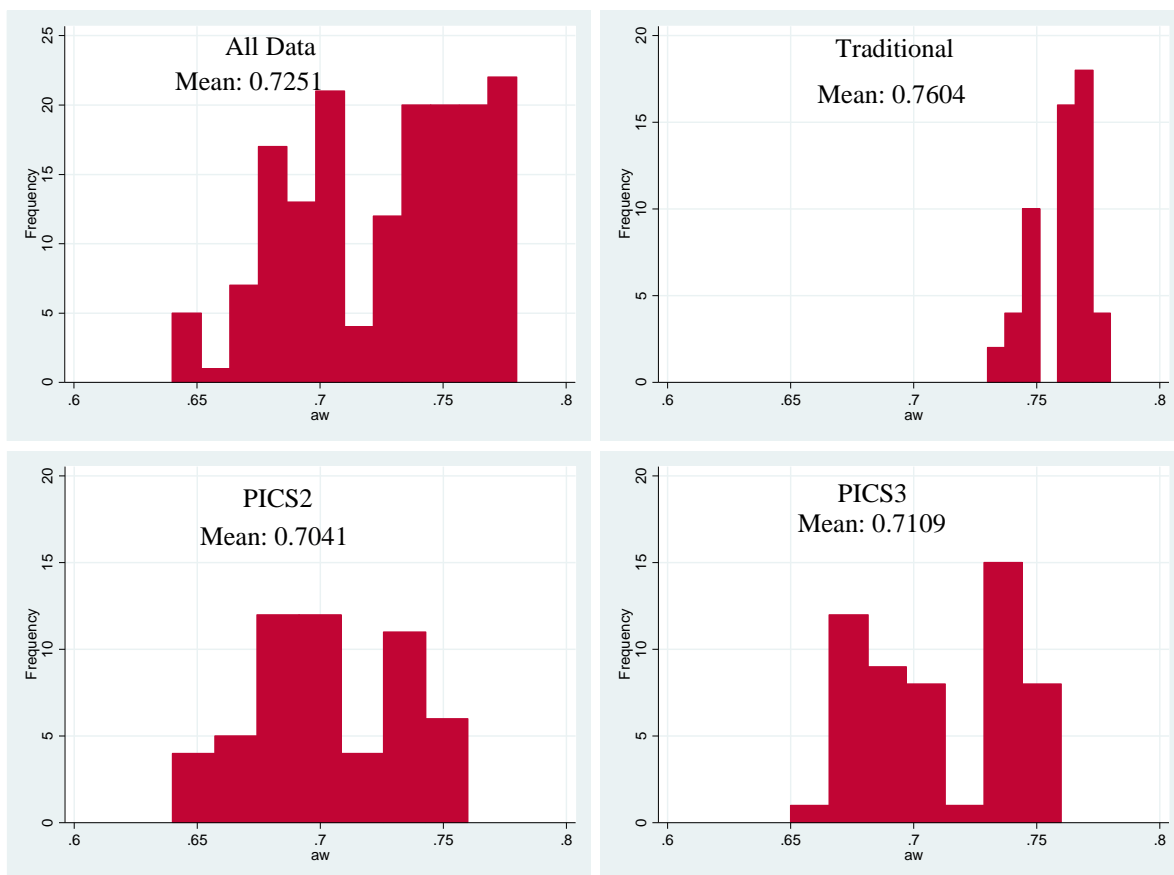 All Data
Mean: 0.7251
Frequency
0
5
10
15
20
25
.6
.65
.7
.75
.8
aw
Traditional
Mean: 0.7604
Frequency
0
5
10
15
20
.6
.65
.7
.75
.8
aw
PICS2
Mean: 0.7041
Frequency
0
5
10
15
20
.6
.65
.7
.75
.8
aw
PICS3
Mean: 0.7109
Frequency
0
5
10
15
20
.6
.65
.7
.75
.8
aw